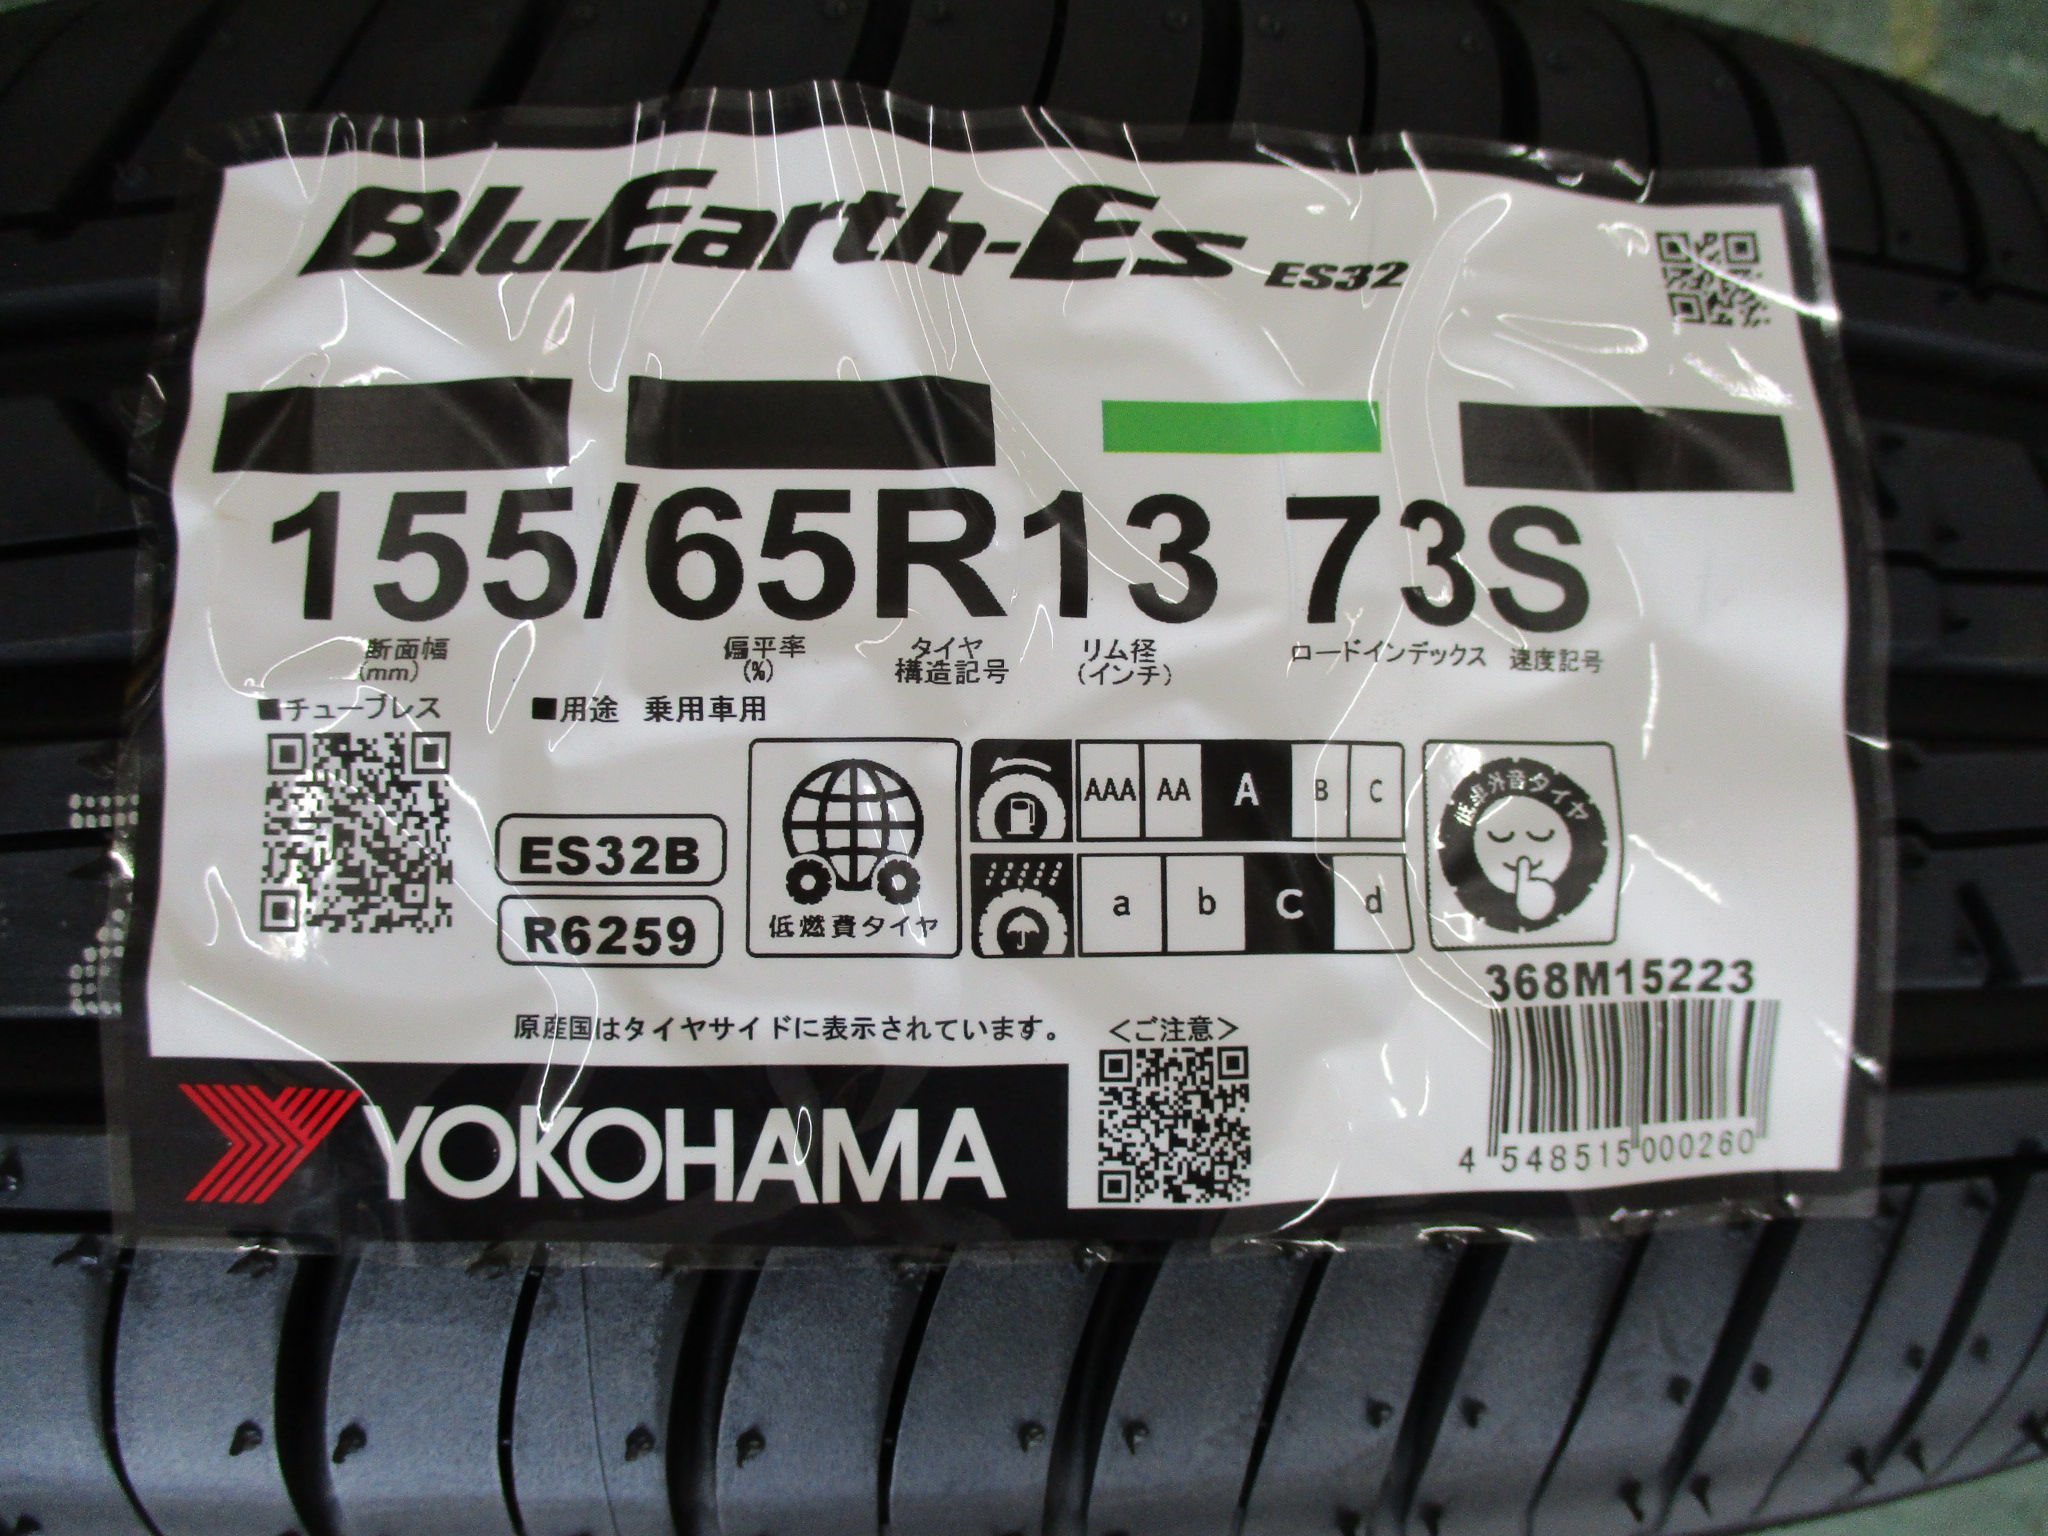 BluEarth-Es ES32
155/65R13 73S
断面幅 (mm) 偏平率 (%) タイヤ構造記号 リム径 (インチ) ロードインデックス 速度記号
■チューブレス ■用途 乗用車用
AAA AA A B C
低車外音タイヤ
ES32B
a b c d
R6259
低燃費タイヤ
368M15223
原産国はタイヤサイドに表示されています。
<ご注意>
YOKOHAMA
4 548515 000260